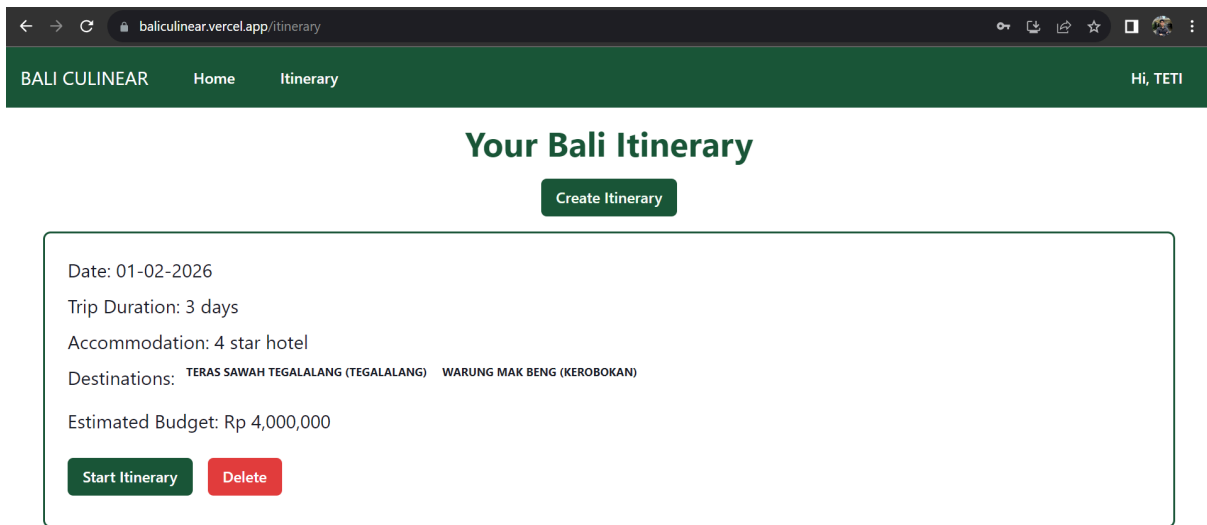 baliculinear.vercel.app/itinerary
BALI CULINEAR Home Itinerary Hi, TETI
Your Bali Itinerary
Create Itinerary
Date: 01-02-2026
Trip Duration: 3 days
Accommodation: 4 star hotel
Destinations: TERAS SAWAH TEGALALANG (TEGALALANG) WARUNG MAK BENG (KEROBOKAN)
Estimated Budget: Rp 4,000,000
Start Itinerary Delete